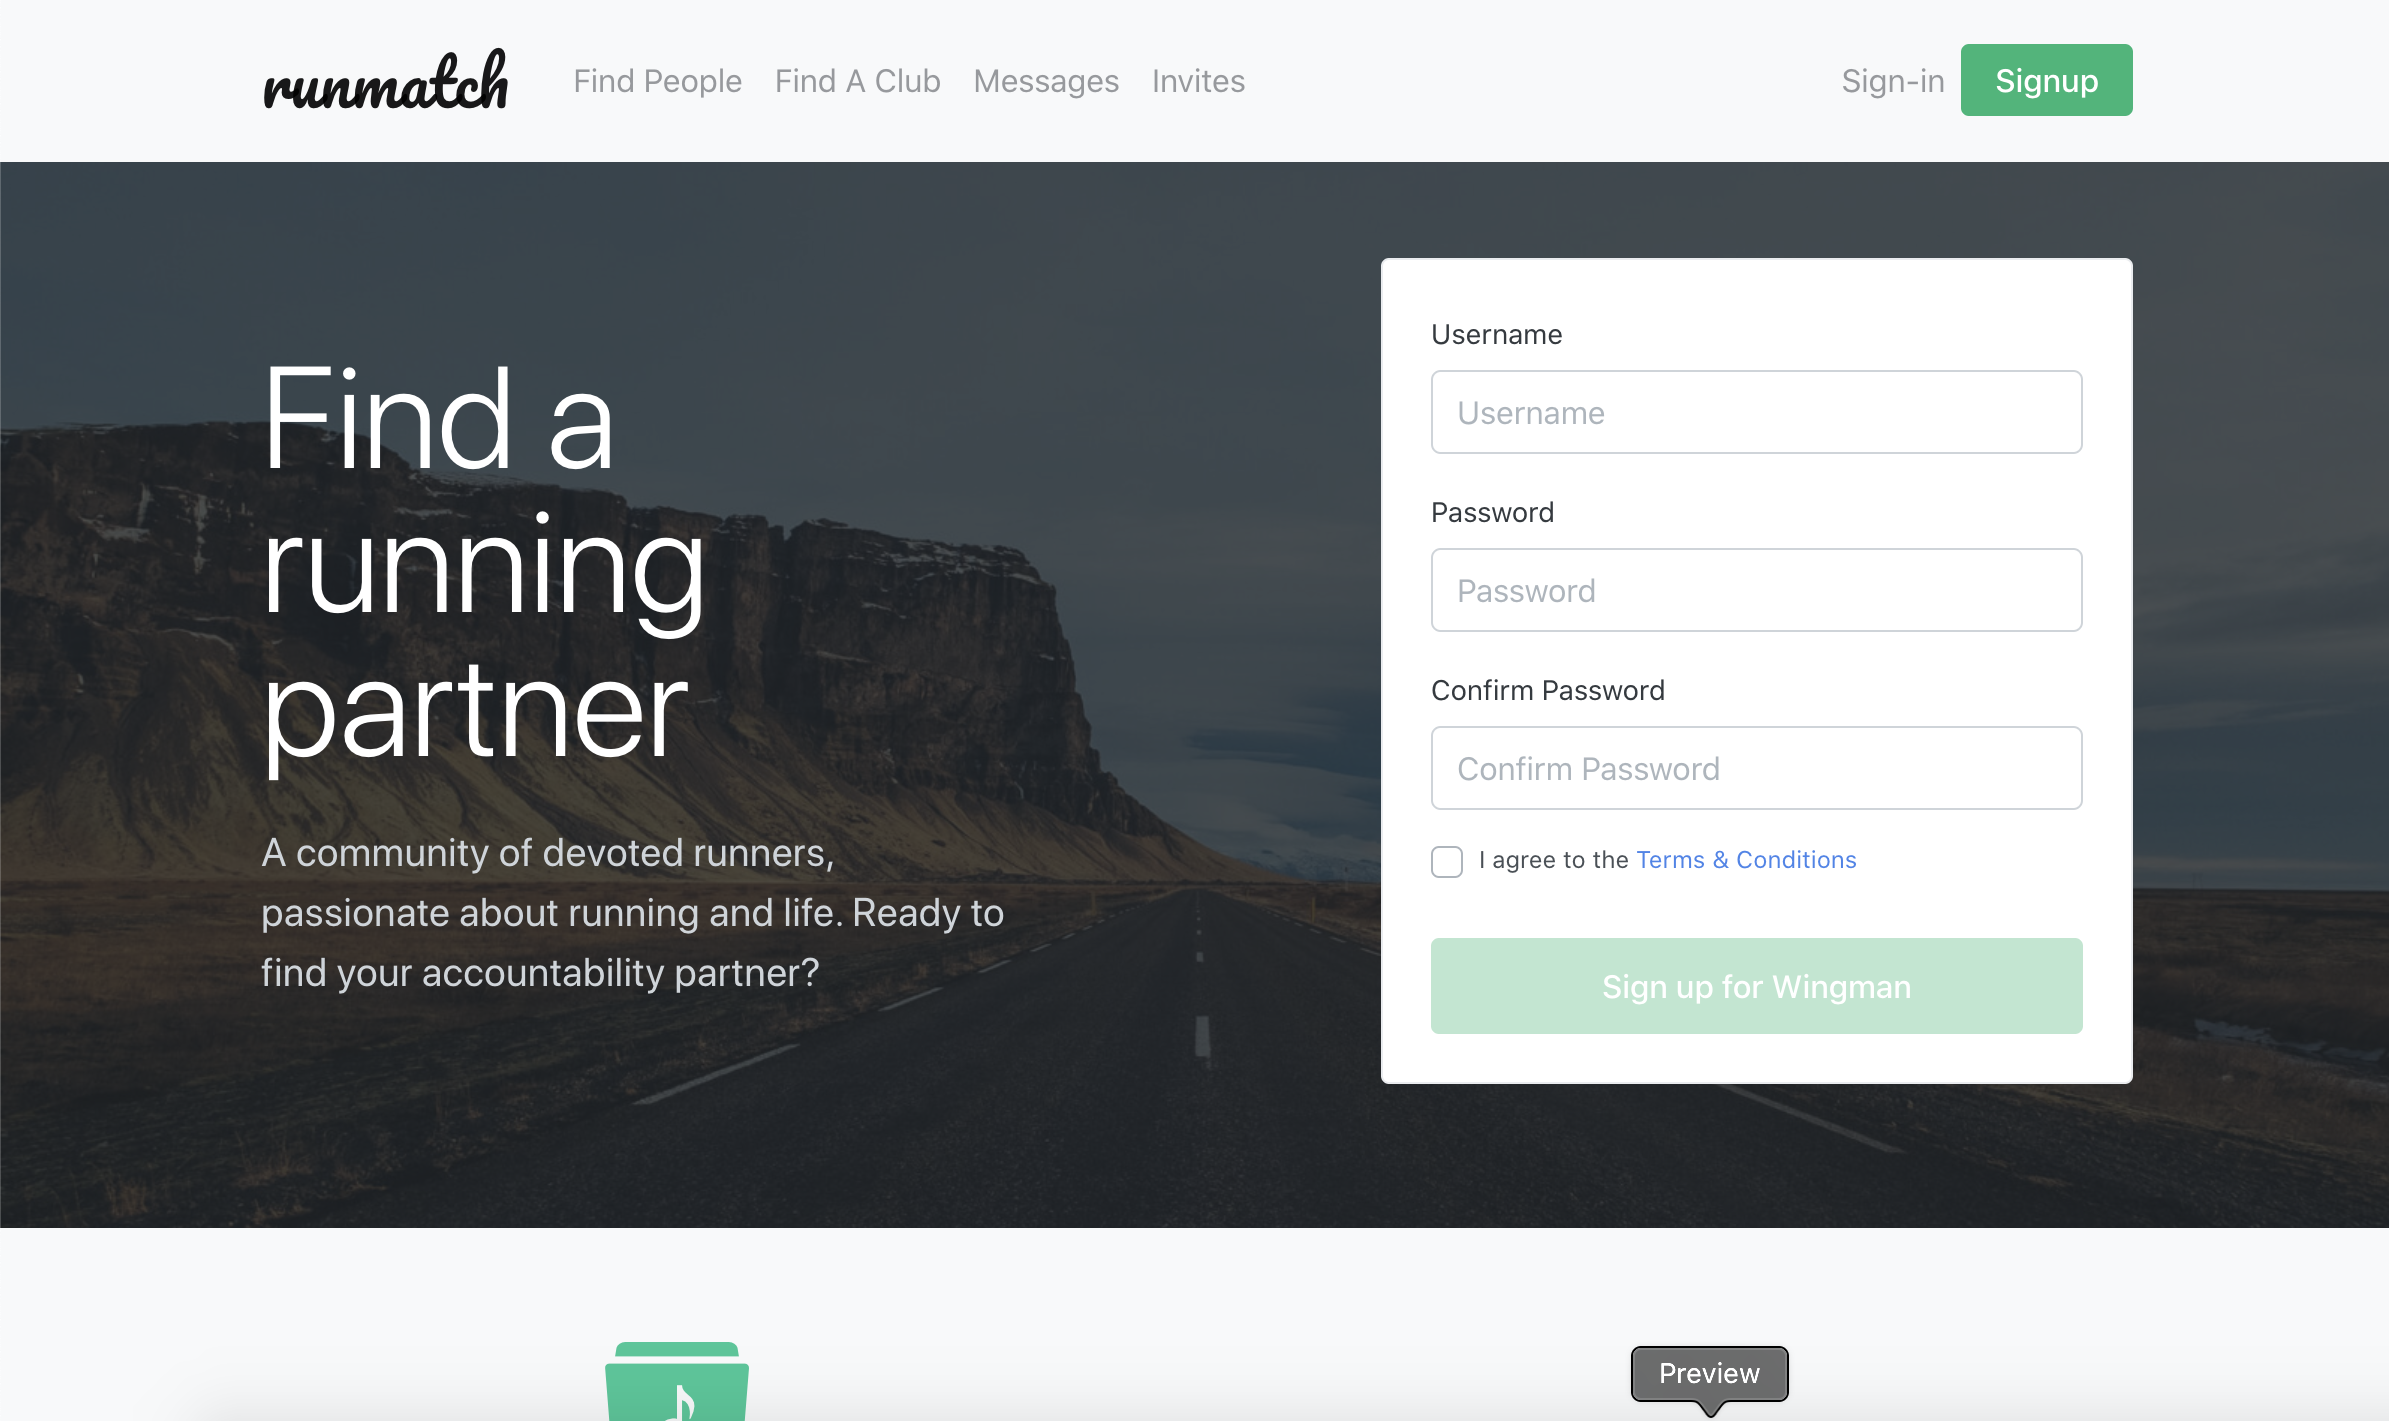 runmatch
Find People
Find A Club
Messages
Invites
Sign-in
Signup
Find a
running
partner
A community of devoted runners,
passionate about running and life. Ready to
find your accountability partner?
Username
Username
Password
Password
Confirm Password
Confirm Password
I agree to the Terms & Conditions
Sign up for Wingman
Preview